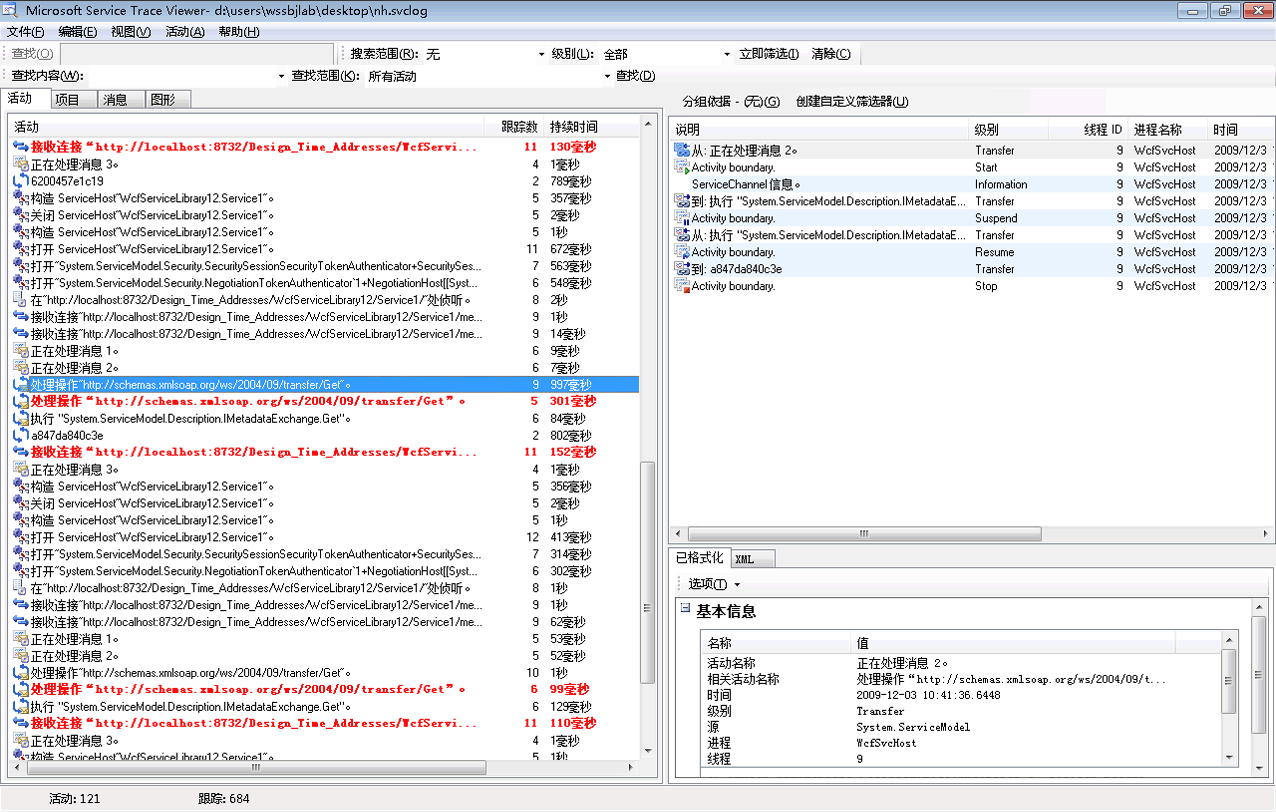 Microsoft Service Trace Viewer- d:\users\wssbjlab\desktop\nh.svclog
文件(F) 编辑(E) 视图(V) 活动(A) 帮助(H)
查找(O) 搜索范围(R): 无 级别(L): 全部 立即筛选(I) 清除(C)
查找内容(W): 查找范围(K): 所有活动 查找(D)
活动 项目 消息 图形
活动 跟踪数 持续时间
接收连接“http://localhost:8732/Design_Time_Addresses/WcfServi... 11 130毫秒
正在处理消息 3。 4 1毫秒
6200457e1c19 2 789毫秒
构造 ServiceHost"WcfServiceLibrary12.Service1"。 5 357毫秒
关闭 ServiceHost"WcfServiceLibrary12.Service1"。 5 2毫秒
构造 ServiceHost"WcfServiceLibrary12.Service1"。 5 1秒
打开 ServiceHost"WcfServiceLibrary12.Service1"。 11 672毫秒
打开"System.ServiceModel.Security.SecuritySessionSecurityTokenAuthenticator+SecuritySes... 7 563毫秒
打开"System.ServiceModel.Security.NegotiationTokenAuthenticator`1+NegotiationHost[[Syst... 6 548毫秒
在"http://localhost:8732/Design_Time_Addresses/WcfServiceLibrary12/Service1/"处侦听。 8 2秒
接收连接"http://localhost:8732/Design_Time_Addresses/WcfServiceLibrary12/Service1/me... 9 1秒
接收连接"http://localhost:8732/Design_Time_Addresses/WcfServiceLibrary12/Service1/me... 9 14毫秒
正在处理消息 1。 6 9毫秒
正在处理消息 2。 6 7毫秒
处理操作"http://schemas.xmlsoap.org/ws/2004/09/transfer/Get"。 9 997毫秒
处理操作“http://schemas.xmlsoap.org/ws/2004/09/transfer/Get”。 5 301毫秒
执行 "System.ServiceModel.Description.IMetadataExchange.Get"。 6 84毫秒
a847da840c3e 2 802毫秒
接收连接“http://localhost:8732/Design_Time_Addresses/WcfServi... 11 152毫秒
正在处理消息 3。 4 1毫秒
构造 ServiceHost"WcfServiceLibrary12.Service1"。 5 356毫秒
关闭 ServiceHost"WcfServiceLibrary12.Service1"。 5 2毫秒
构造 ServiceHost"WcfServiceLibrary12.Service1"。 5 1秒
打开 ServiceHost"WcfServiceLibrary12.Service1"。 12 413毫秒
打开"System.ServiceModel.Security.SecuritySessionSecurityTokenAuthenticator+SecuritySes... 7 314毫秒
打开"System.ServiceModel.Security.NegotiationTokenAuthenticator`1+NegotiationHost[[Syst... 6 302毫秒
在"http://localhost:8732/Design_Time_Addresses/WcfServiceLibrary12/Service1/"处侦听。 8 1秒
接收连接"http://localhost:8732/Design_Time_Addresses/WcfServiceLibrary12/Service1/me... 9 1秒
接收连接"http://localhost:8732/Design_Time_Addresses/WcfServiceLibrary12/Service1/me... 9 62毫秒
正在处理消息 1。 5 53毫秒
正在处理消息 2。 5 52毫秒
处理操作"http://schemas.xmlsoap.org/ws/2004/09/transfer/Get"。 10 1秒
处理操作“http://schemas.xmlsoap.org/ws/2004/09/transfer/Get”。 6 99毫秒
执行 "System.ServiceModel.Description.IMetadataExchange.Get"。 6 129毫秒
接收连接“http://localhost:8732/Design_Time_Addresses/WcfServi... 11 110毫秒
正在处理消息 3。 4 1毫秒
构造 ServiceHost"WcfServiceLibrary12.Service1"。 5 1秒
分组依据 - (无)(G) 创建自定义筛选器(U)
说明 级别 线程 ID 进程名称 时间
从: 正在处理消息 2。 Transfer 9 WcfSvcHost 2009/12/3
Activity boundary. Start 9 WcfSvcHost 2009/12/3
ServiceChannel 信息。 Information 9 WcfSvcHost 2009/12/3
到: 执行 "System.ServiceModel.Description.IMetadataE... Transfer 9 WcfSvcHost 2009/12/3
Activity boundary. Suspend 9 WcfSvcHost 2009/12/3
从: 执行 "System.ServiceModel.Description.IMetadataE... Transfer 9 WcfSvcHost 2009/12/3
Activity boundary. Resume 9 WcfSvcHost 2009/12/3
到: a847da840c3e Transfer 9 WcfSvcHost 2009/12/3
Activity boundary. Stop 9 WcfSvcHost 2009/12/3
已格式化 XML
选项(T)
基本信息
名称 值
活动名称 正在处理消息 2。
相关活动名称 处理操作“http://schemas.xmlsoap.org/ws/2004/09/t...
时间 2009-12-03 10:41:36.6448
级别 Transfer
源 System.ServiceModel
进程 WcfSvcHost
线程 9
活动: 121 跟踪: 684